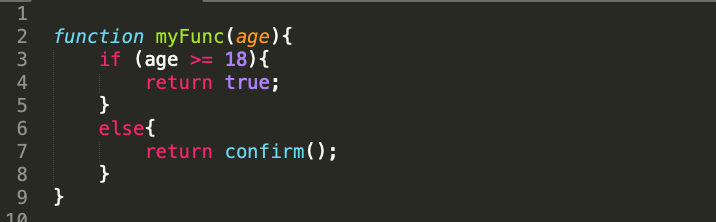 1
2 function myFunc(age){
3 if (age >= 18){
4 return true;
5 }
6 else{
7 return confirm();
8 }
9 }
10